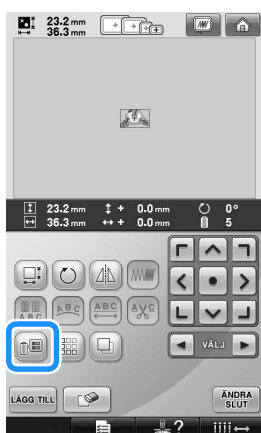 23.2 mm
36.3 mm
23.2 mm + 0.0 mm 0°
36.3 mm + 0.0 mm 5
ABC ABC ABC A C
VÄLJ
LÄGG TILL
ÄNDRA
SLUT
?